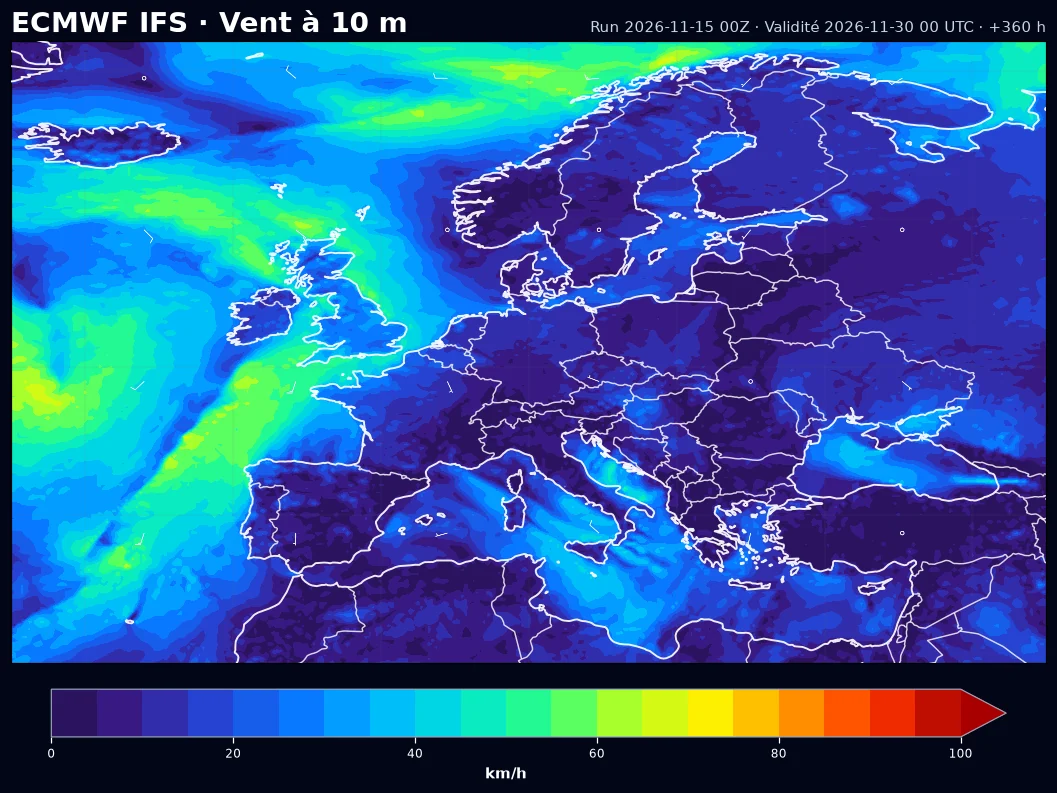 ECMWF IFS · Vent à 10 m
Run 2026-11-15 00Z · Validité 2026-11-30 00 UTC · +360 h
0 20 40 60 80 100
km/h